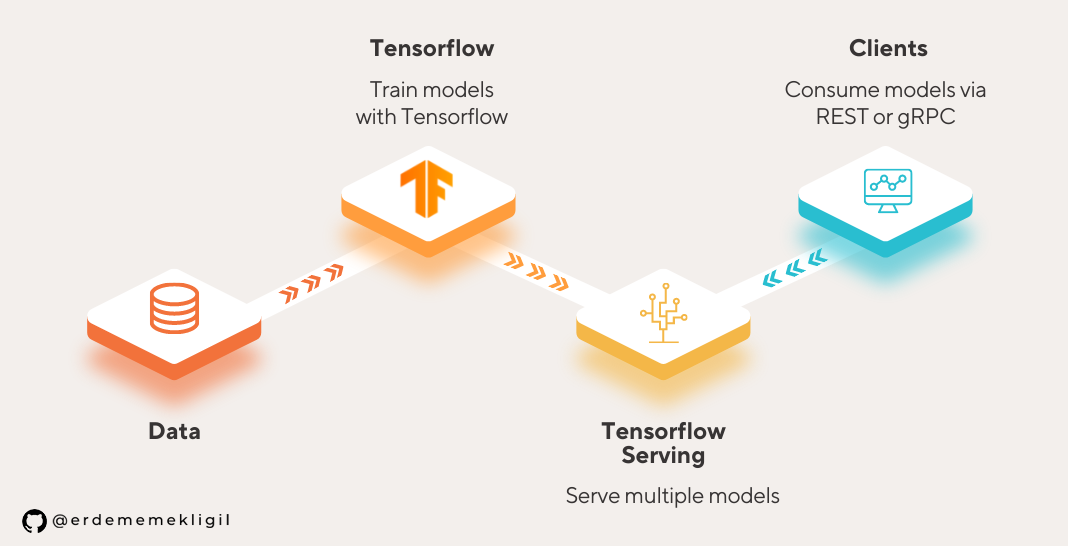 Tensorflow
Train models
with Tensorflow
Clients
Consume models via
REST or gRPC
Data
Tensorflow
Serving
Serve multiple models
@erdememekligil